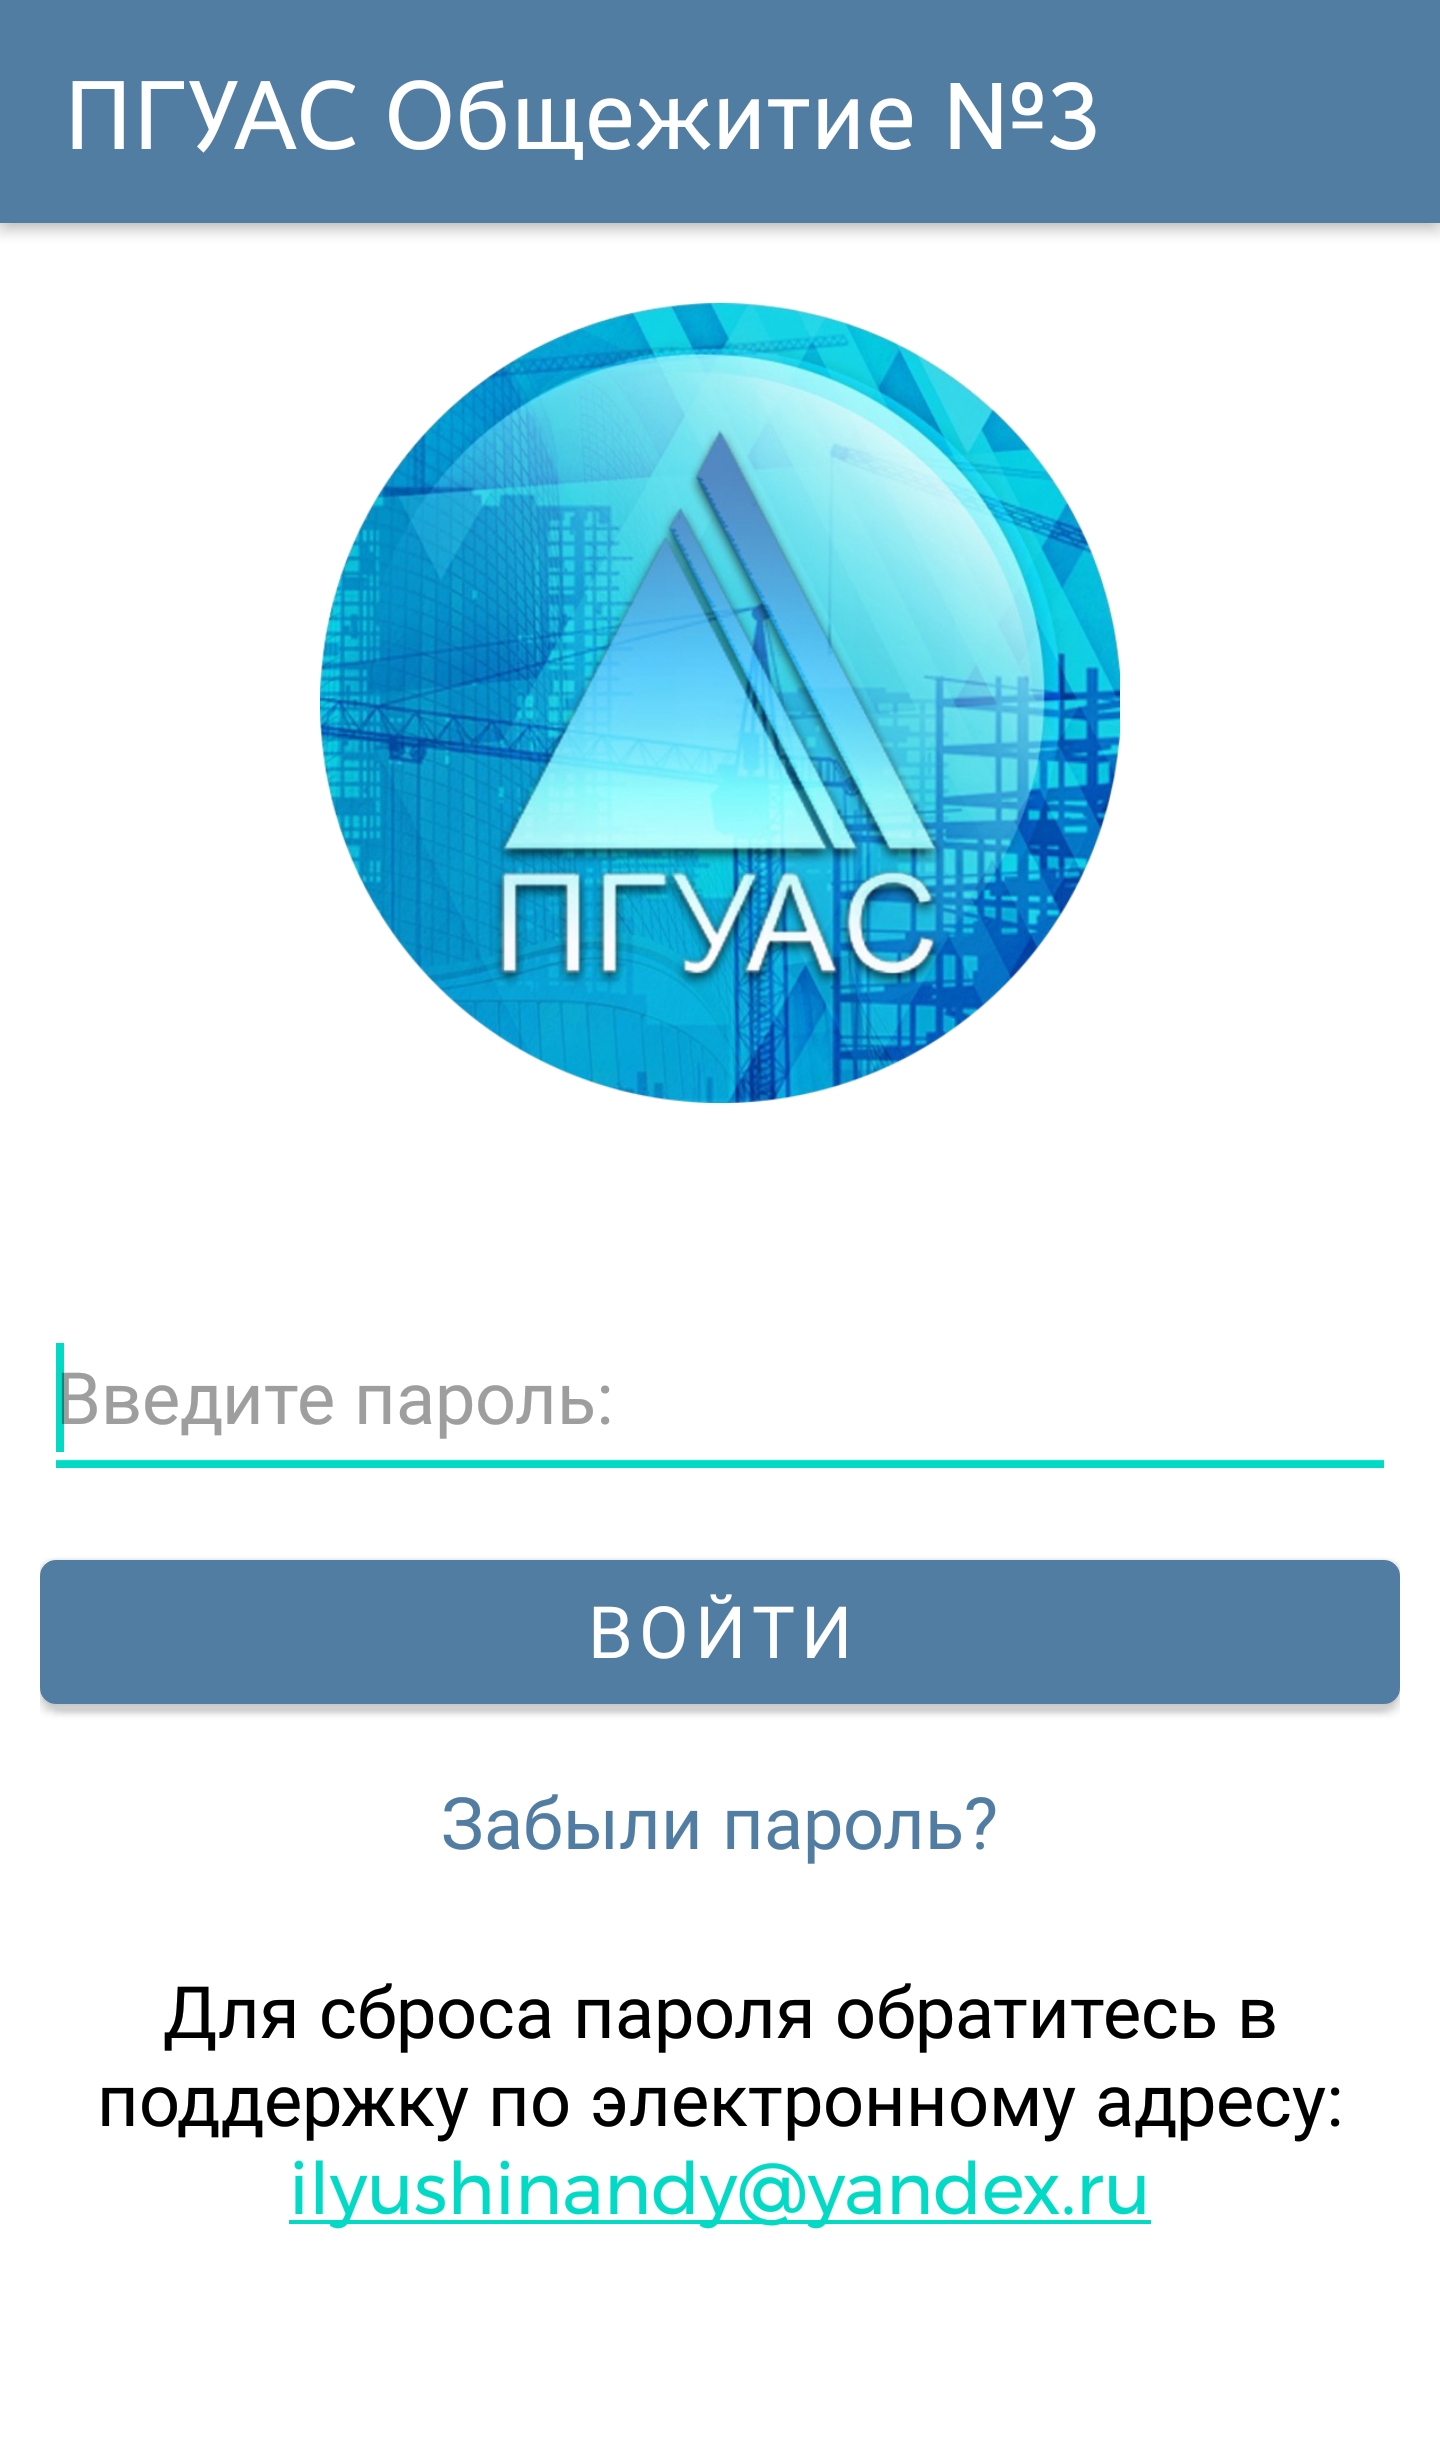 ПГУАС Общежитие №3
ПГУАС
Введите пароль:
ВОЙТИ
Забыли пароль?
Для сброса пароля обратитесь в
поддержку по электронному адресу:
ilyushinandy@yandex.ru